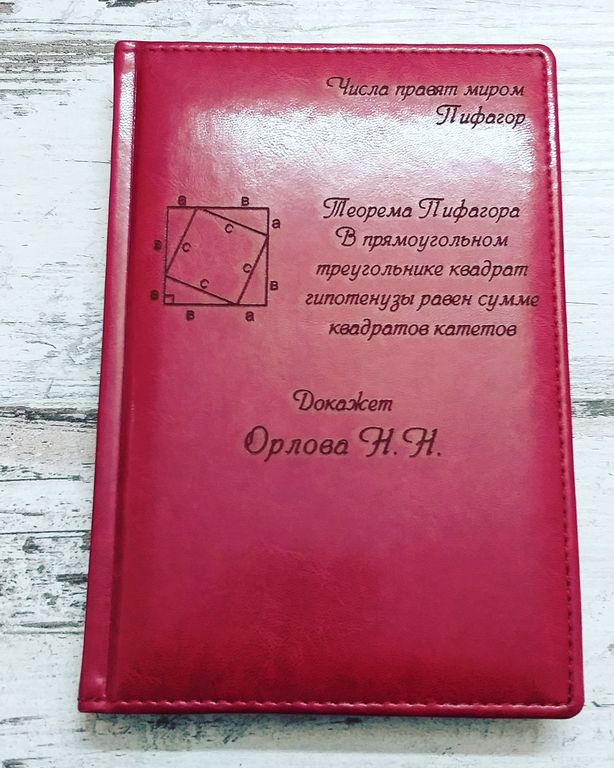 Числа правят миром
Пифагор
а в
в а
с с
с с
в в
в а
Теорема Пифагора
В прямоугольном
треугольнике квадрат
гипотенузы равен сумме
квадратов катетов
Докажет
Орлова Н. Н.